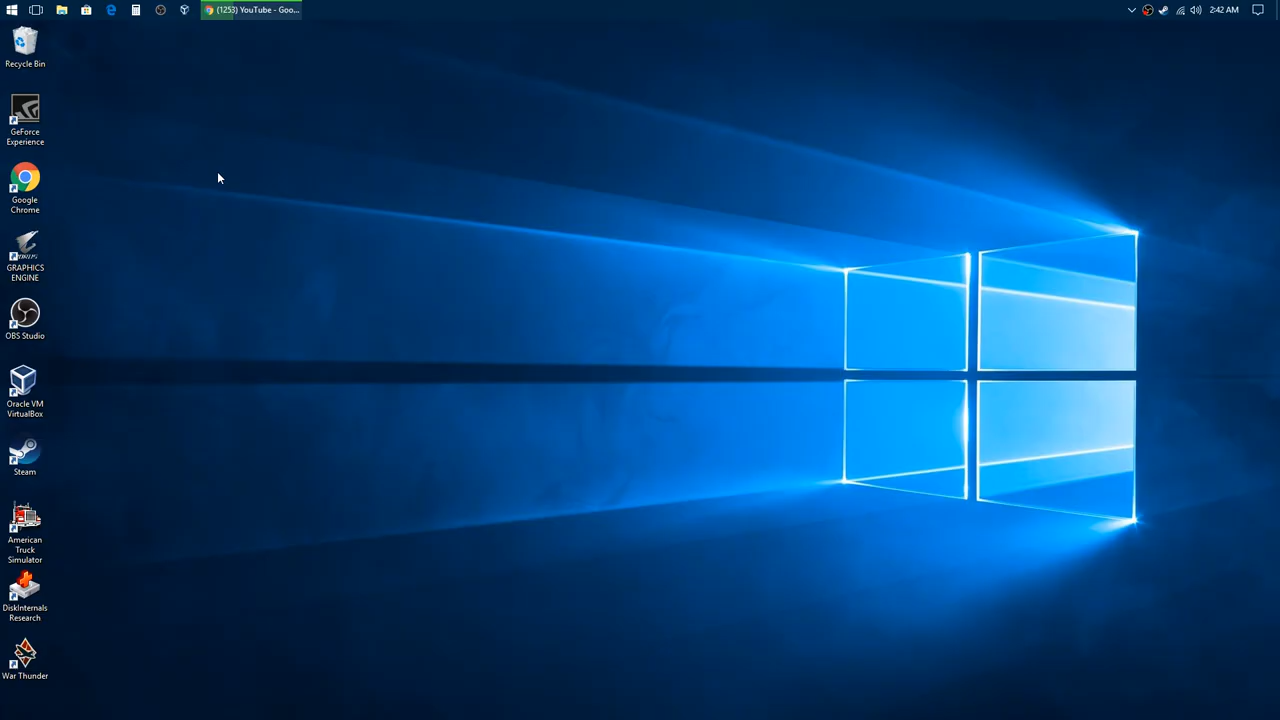 (1253) YouTube - Goo...
2:42 AM
Recycle Bin
GeForce
Experience
Google
Chrome
GRAPHICS
ENGINE
OBS Studio
Oracle VM
VirtualBox
Steam
American
Truck
Simulator
DiskInternals
Research
War Thunder